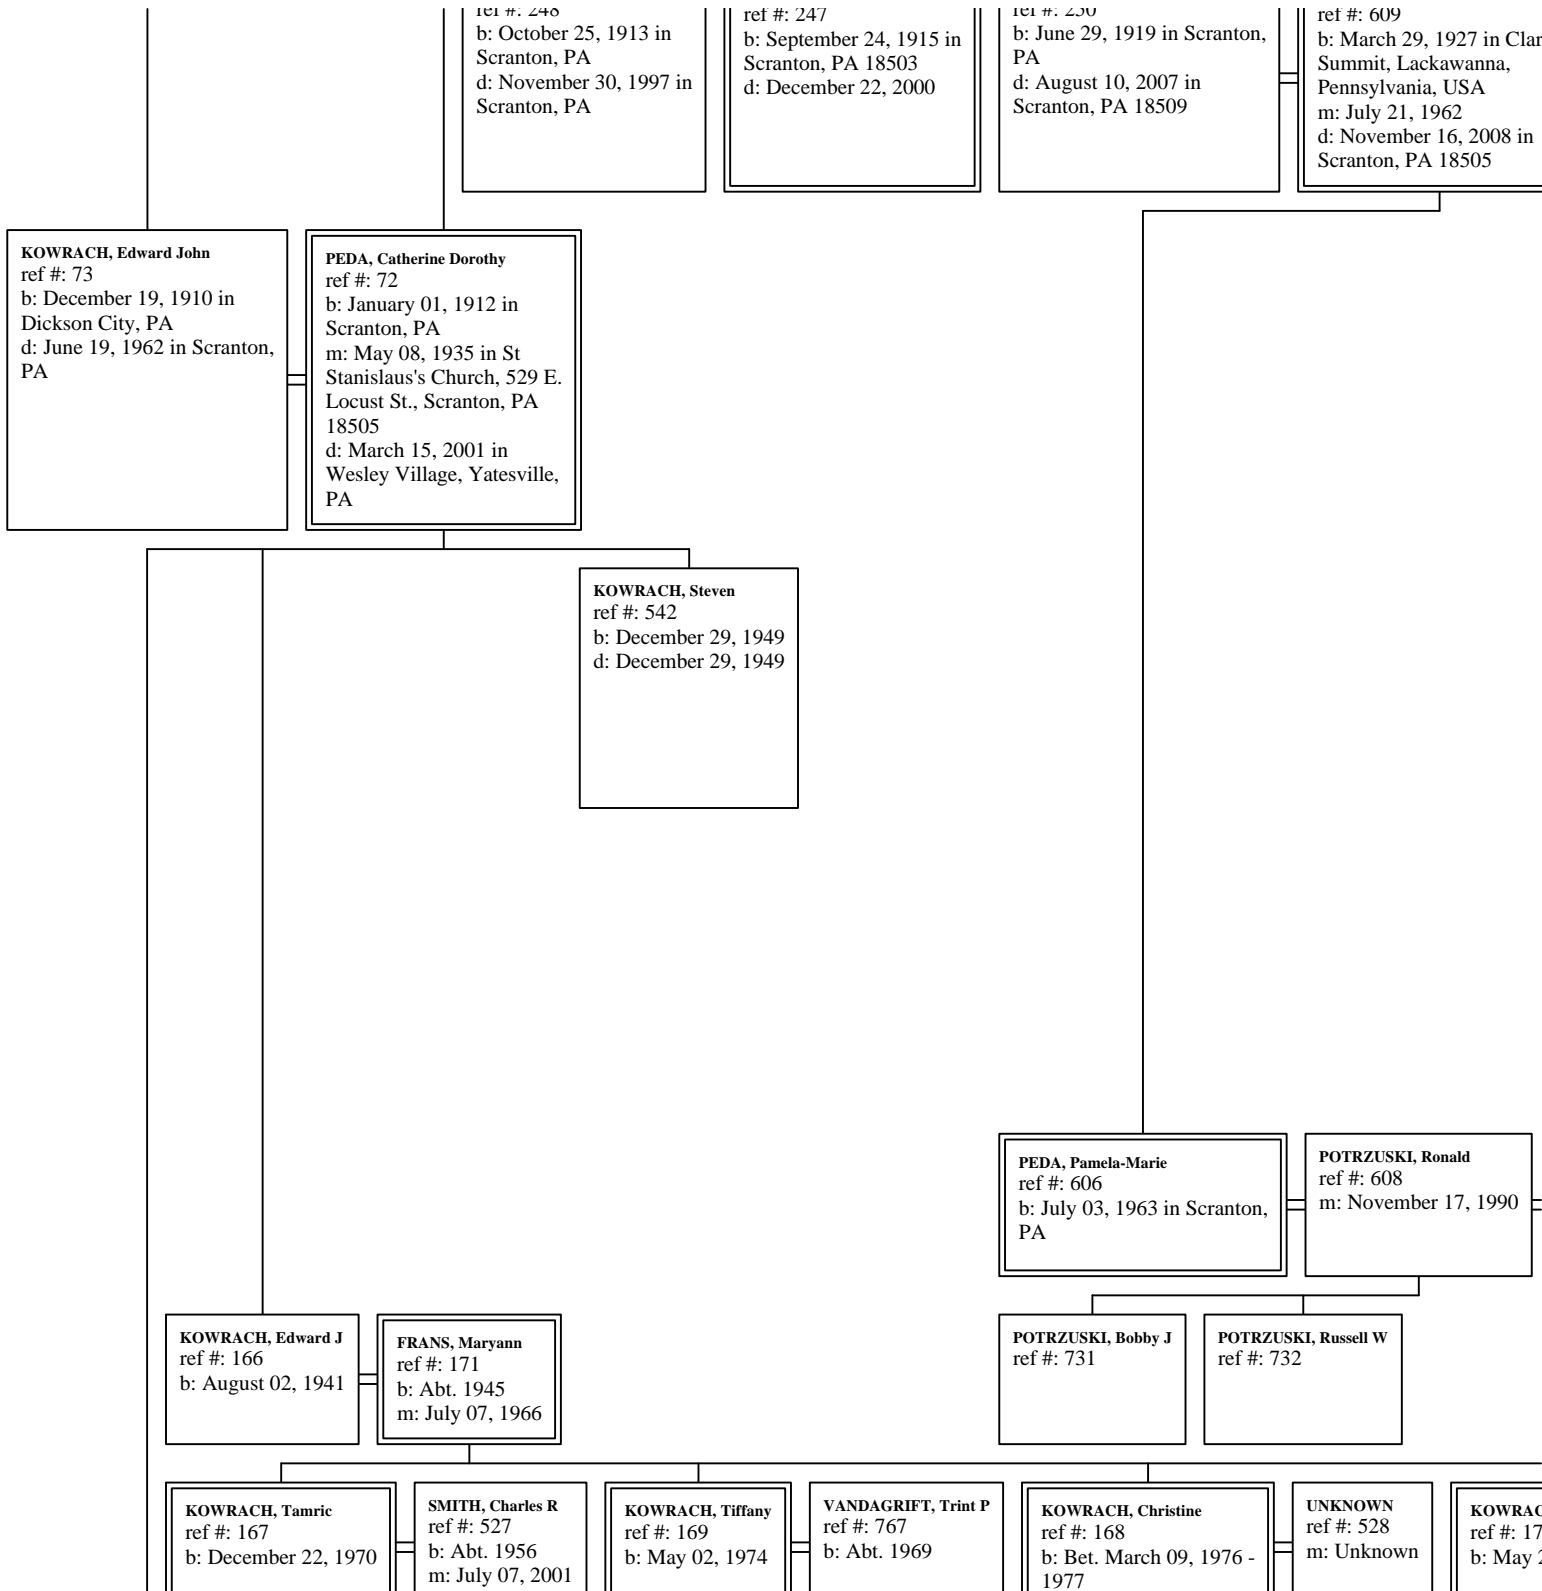 ref #: 248
b: October 25, 1913 in
Scranton, PA
d: November 30, 1997 in
Scranton, PA
ref #: 247
b: September 24, 1915 in
Scranton, PA 18503
d: December 22, 2000
ref #: 250
b: June 29, 1919 in Scranton,
PA
d: August 10, 2007 in
Scranton, PA 18509
ref #: 609
b: March 29, 1927 in Clar
Summit, Lackawanna,
Pennsylvania, USA
m: July 21, 1962
d: November 16, 2008 in
Scranton, PA 18505
KOWRACH, Edward John
ref #: 73
b: December 19, 1910 in
Dickson City, PA
d: June 19, 1962 in Scranton,
PA
PEDA, Catherine Dorothy
ref #: 72
b: January 01, 1912 in
Scranton, PA
m: May 08, 1935 in St
Stanislaus's Church, 529 E.
Locust St., Scranton, PA
18505
d: March 15, 2001 in
Wesley Village, Yatesville,
PA
KOWRACH, Steven
ref #: 542
b: December 29, 1949
d: December 29, 1949
PEDA, Pamela-Marie
ref #: 606
b: July 03, 1963 in Scranton,
PA
POTRZUSKI, Ronald
ref #: 608
m: November 17, 1990
KOWRACH, Edward J
ref #: 166
b: August 02, 1941
FRANS, Maryann
ref #: 171
b: Abt. 1945
m: July 07, 1966
POTRZUSKI, Bobby J
ref #: 731
POTRZUSKI, Russell W
ref #: 732
KOWRACH, Tamric
ref #: 167
b: December 22, 1970
SMITH, Charles R
ref #: 527
b: Abt. 1956
m: July 07, 2001
KOWRACH, Tiffany
ref #: 169
b: May 02, 1974
VANDAGRIFT, Trint P
ref #: 767
b: Abt. 1969
KOWRACH, Christine
ref #: 168
b: Bet. March 09, 1976 -
1977
UNKNOWN
ref #: 528
m: Unknown
KOWRAC
ref #: 17
b: May 2